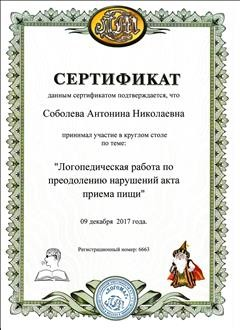 СЕРТИФИКАТ
данным сертификатом подтверждается, что
Соболева Антонина Николаевна
принимал участие в круглом столе
по теме:
"Логопедическая работа по
преодолению нарушений акта
приема пищи"
09 декабря 2017 года.
Регистрационный номер: 6663